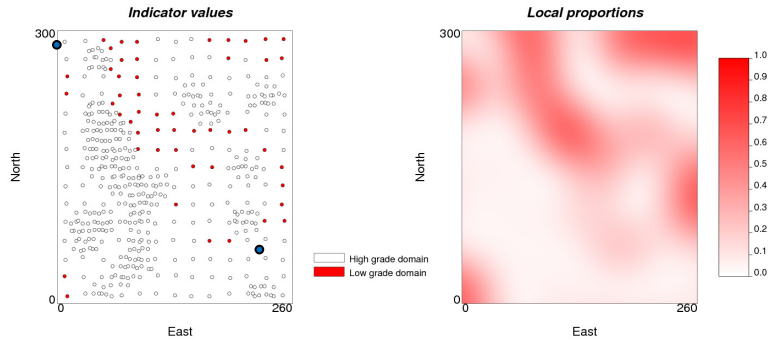 Indicator values
300
North
0
260
East
High grade domain
Low grade domain
Local proportions
300
North
0
260
East
1.0
0.9
0.8
0.7
0.6
0.5
0.4
0.3
0.2
0.1
0.0